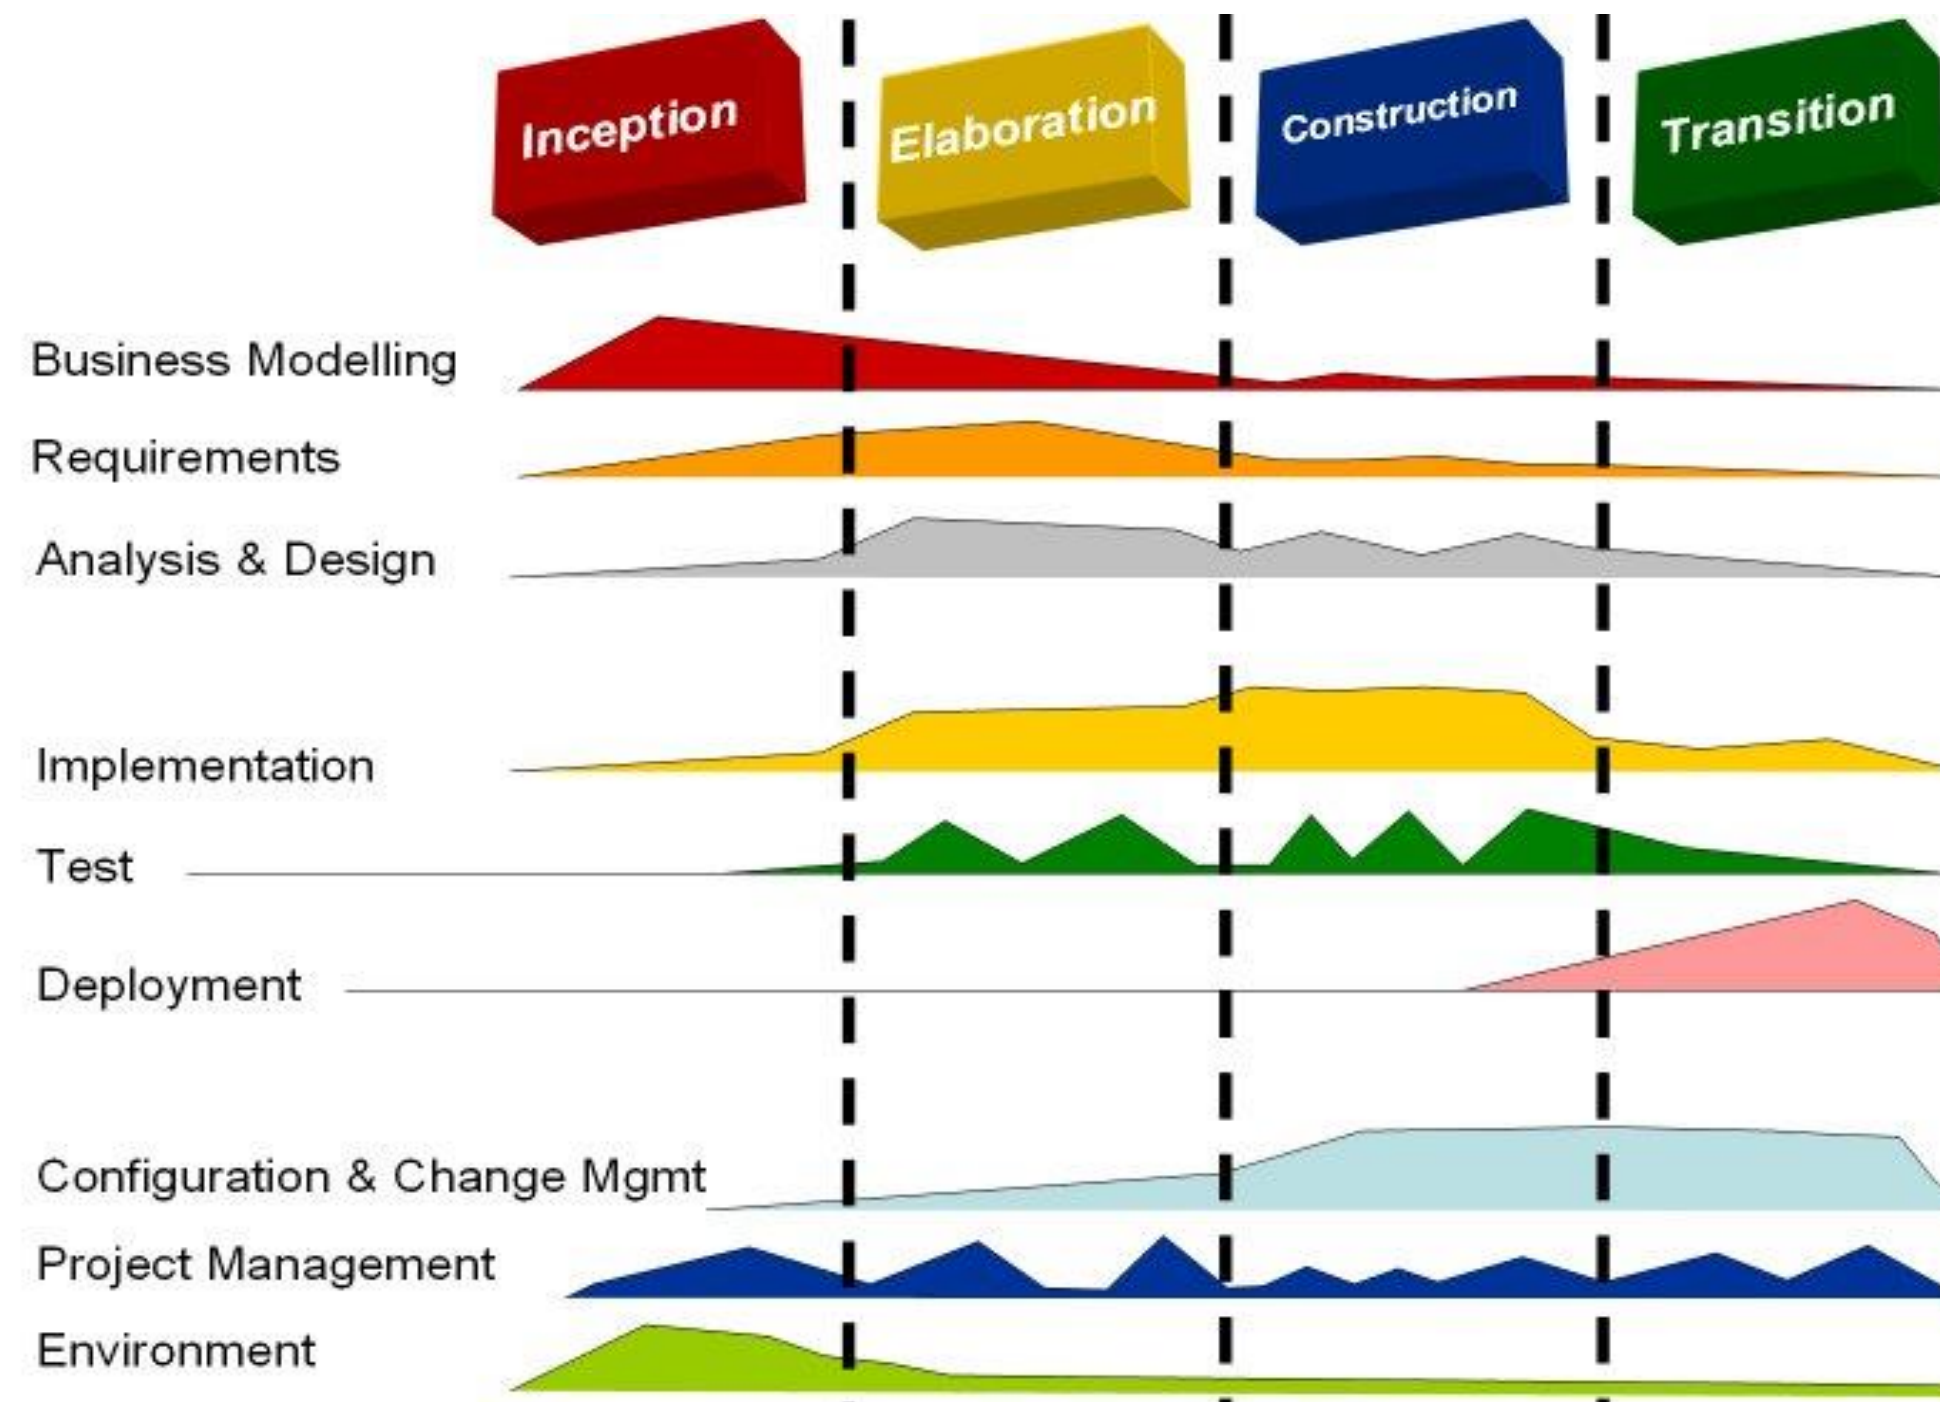 Inception
Elaboration
Construction
Transition
Business Modelling
Requirements
Analysis & Design
Implementation
Test
Deployment
Configuration & Change Mgmt
Project Management
Environment